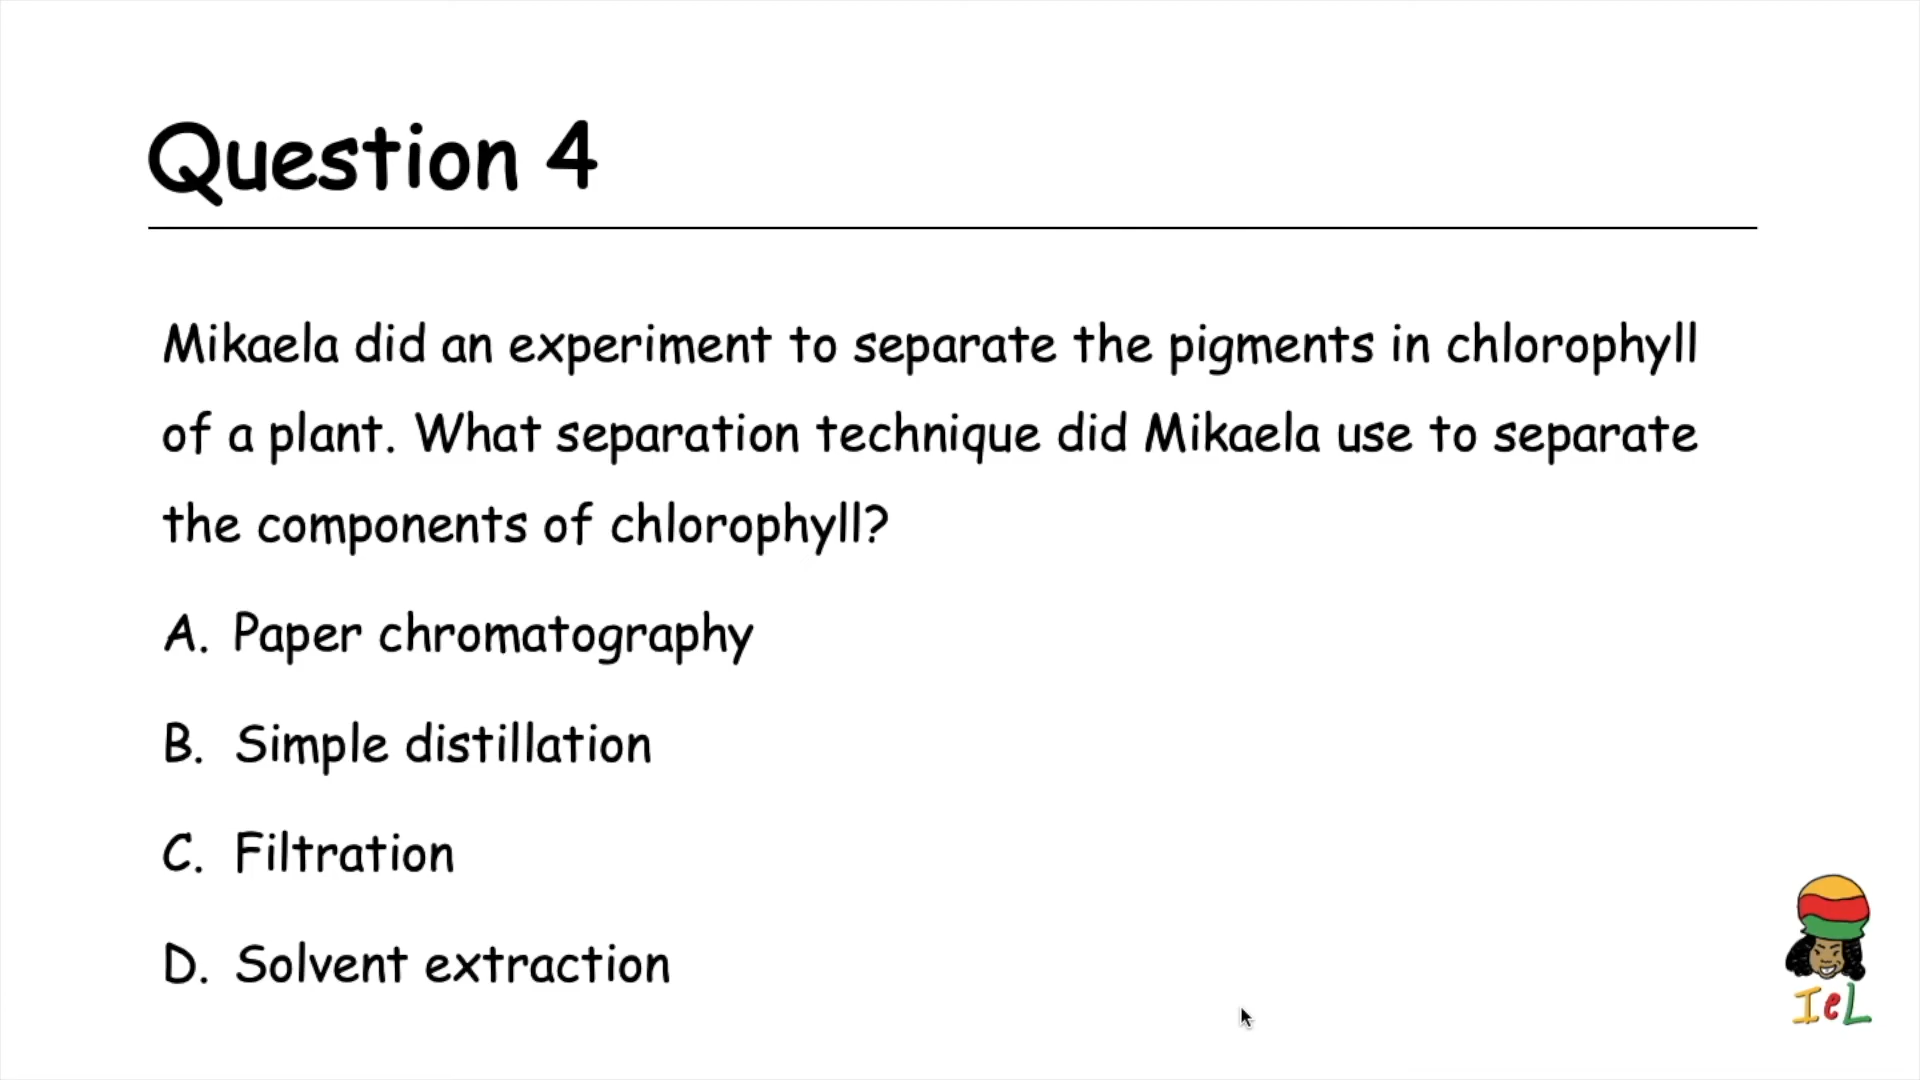 Question 4
Mikaela did an experiment to separate the pigments in chlorophyll
of a plant. What separation technique did Mikaela use to separate
the components of chlorophyll?
A. Paper chromatography
B. Simple distillation
C. Filtration
D. Solvent extraction
IeL